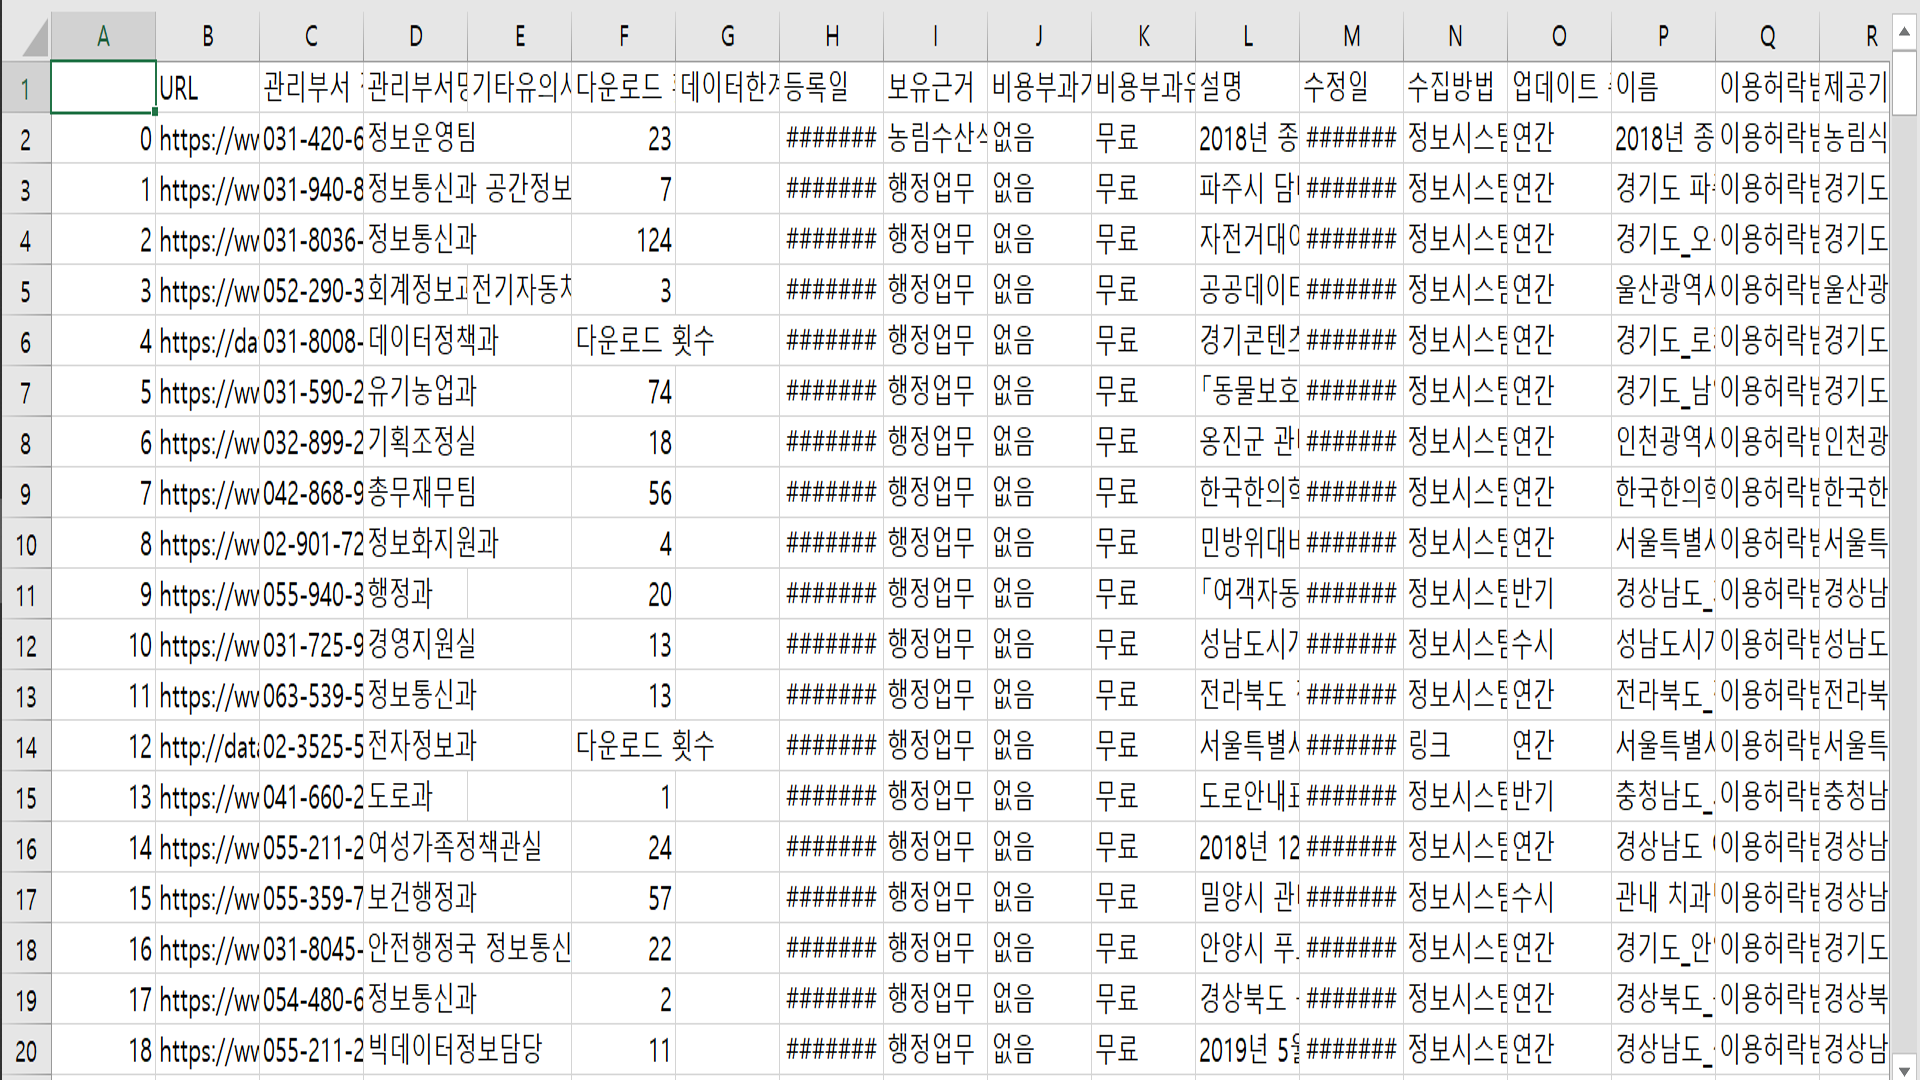 A B C D E F G H I J K L M N O P Q R
1 URL 관리부서 관리부서명 기타유의사 다운로드 데이터한계 등록일 보유근거 비용부과기 비용부과유 설명 수정일 수집방법 업데이트 이름 이용허락범 제공기
2 0 https://ww 031-420-6 정보운영팀 23 ####### 농림수산식 없음 무료 2018년 종 ####### 정보시스템 연간 2018년 종 이용허락범 농림식
3 1 https://ww 031-940-8 정보통신과 공간정보 7 ####### 행정업무 없음 무료 파주시 담 ####### 정보시스템 연간 경기도 파주 이용허락범 경기도
4 2 https://ww 031-8036- 정보통신과 124 ####### 행정업무 없음 무료 자전거대여 ####### 정보시스템 연간 경기도_오 이용허락범 경기도
5 3 https://ww 052-290-3 회계정보과 전기자동차 3 ####### 행정업무 없음 무료 공공데이터 ####### 정보시스템 연간 울산광역시 이용허락범 울산광
6 4 https://da 031-8008- 데이터정책과 다운로드 횟수 ####### 행정업무 없음 무료 경기콘텐츠 ####### 정보시스템 연간 경기도_로 이용허락범 경기도
7 5 https://ww 031-590-2 유기농업과 74 ####### 행정업무 없음 무료 「동물보호 ####### 정보시스템 연간 경기도_남 이용허락범 경기도
8 6 https://ww 032-899-2 기획조정실 18 ####### 행정업무 없음 무료 옹진군 관 ####### 정보시스템 연간 인천광역시 이용허락범 인천광
9 7 https://ww 042-868-9 총무재무팀 56 ####### 행정업무 없음 무료 한국한의학 ####### 정보시스템 연간 한국한의학 이용허락범 한국한
10 8 https://ww 02-901-72 정보화지원과 4 ####### 행정업무 없음 무료 민방위대비 ####### 정보시스템 연간 서울특별시 이용허락범 서울특
11 9 https://ww 055-940-3 행정과 20 ####### 행정업무 없음 무료 「여객자동 ####### 정보시스템 반기 경상남도_ 이용허락범 경상남
12 10 https://ww 031-725-9 경영지원실 13 ####### 행정업무 없음 무료 성남도시개 ####### 정보시스템 수시 성남도시개 이용허락범 성남도
13 11 https://ww 063-539-5 정보통신과 13 ####### 행정업무 없음 무료 전라북도 ####### 정보시스템 연간 전라북도_ 이용허락범 전라북
14 12 http://data 02-3525-5 전자정보과 다운로드 횟수 ####### 행정업무 없음 무료 서울특별시 ####### 링크 연간 서울특별시 이용허락범 서울특
15 13 https://ww 041-660-2 도로과 1 ####### 행정업무 없음 무료 도로안내표 ####### 정보시스템 반기 충청남도_ 이용허락범 충청남
16 14 https://ww 055-211-2 여성가족정책관실 24 ####### 행정업무 없음 무료 2018년 12 ####### 정보시스템 연간 경상남도 이용허락범 경상남
17 15 https://ww 055-359-7 보건행정과 57 ####### 행정업무 없음 무료 밀양시 관 ####### 정보시스템 수시 관내 치과 이용허락범 경상남
18 16 https://ww 031-8045- 안전행정국 정보통신 22 ####### 행정업무 없음 무료 안양시 푸 ####### 정보시스템 연간 경기도_안 이용허락범 경기도
19 17 https://ww 054-480-6 정보통신과 2 ####### 행정업무 없음 무료 경상북도 ####### 정보시스템 연간 경상북도_ 이용허락범 경상북
20 18 https://ww 055-211-2 빅데이터정보담당 11 ####### 행정업무 없음 무료 2019년 5월 ####### 정보시스템 연간 경상남도_ 이용허락범 경상남